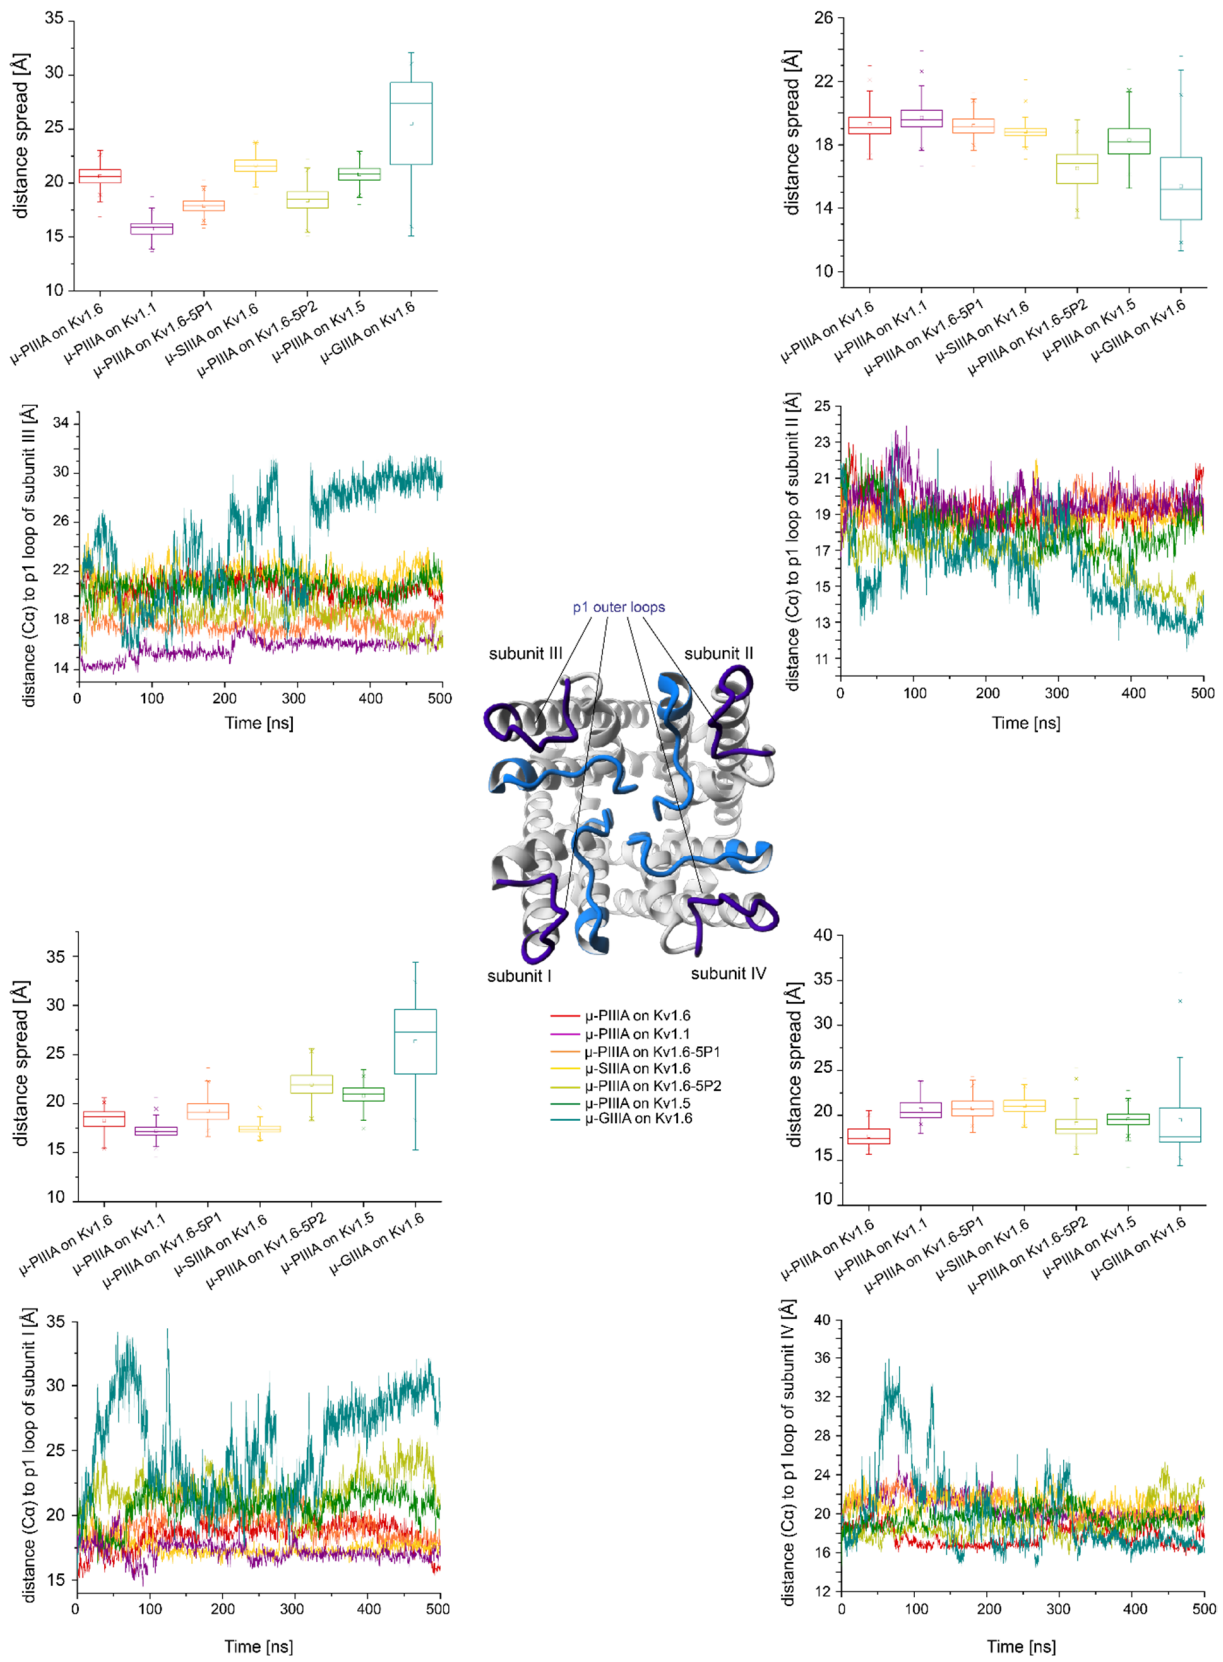 distance spread [Å]
35
30
25
20
15
10
μ-PIIIA on Kv1.6
μ-PIIIA on Kv1.1
μ-PIIIA on Kv1.6-5P1
μ-SIIIA on Kv1.6
μ-PIIIA on Kv1.6-5P2
μ-PIIIA on Kv1.5
μ-GIIIA on Kv1.6
distance spread [Å]
26
22
18
14
10
μ-PIIIA on Kv1.6
μ-PIIIA on Kv1.1
μ-PIIIA on Kv1.6-5P1
μ-SIIIA on Kv1.6
μ-PIIIA on Kv1.6-5P2
μ-PIIIA on Kv1.5
μ-GIIIA on Kv1.6
distance (Cα) to p1 loop of subunit III [Å]
34
30
26
22
18
14
0 100 200 300 400 500
Time [ns]
distance (Cα) to p1 loop of subunit II [Å]
25
23
21
19
17
15
13
11
0 100 200 300 400 500
Time [ns]
p1 outer loops
subunit III
subunit II
subunit I
subunit IV
μ-PIIIA on Kv1.6
μ-PIIIA on Kv1.1
μ-PIIIA on Kv1.6-5P1
μ-SIIIA on Kv1.6
μ-PIIIA on Kv1.6-5P2
μ-PIIIA on Kv1.5
μ-GIIIA on Kv1.6
distance spread [Å]
35
30
25
20
15
10
μ-PIIIA on Kv1.6
μ-PIIIA on Kv1.1
μ-PIIIA on Kv1.6-5P1
μ-SIIIA on Kv1.6
μ-PIIIA on Kv1.6-5P2
μ-PIIIA on Kv1.5
μ-GIIIA on Kv1.6
distance spread [Å]
40
35
30
25
20
15
10
μ-PIIIA on Kv1.6
μ-PIIIA on Kv1.1
μ-PIIIA on Kv1.6-5P1
μ-SIIIA on Kv1.6
μ-PIIIA on Kv1.6-5P2
μ-PIIIA on Kv1.5
μ-GIIIA on Kv1.6
distance (Cα) to p1 loop of subunit I [Å]
35
30
25
20
15
0 100 200 300 400 500
Time [ns]
distance (Cα) to p1 loop of subunit IV [Å]
40
36
32
28
24
20
16
12
0 100 200 300 400 500
Time [ns]